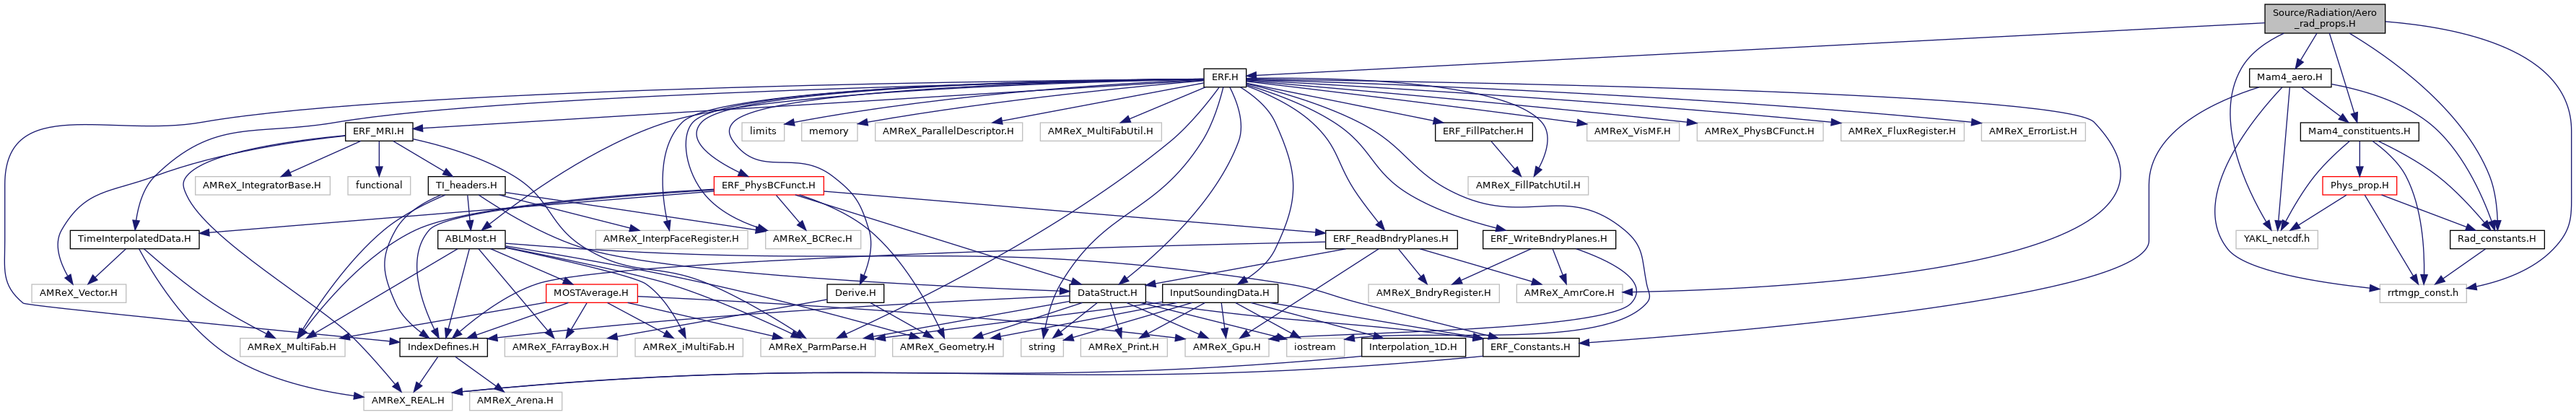 Source/Radiation/Aero
_rad_props.H
ERF.H
Mam4_aero.H
ERF_MRI.H
limits
memory
AMReX_ParallelDescriptor.H
AMReX_MultiFabUtil.H
ERF_FillPatcher.H
AMReX_VisMF.H
AMReX_PhysBCFunct.H
AMReX_FluxRegister.H
AMReX_ErrorList.H
Mam4_constituents.H
AMReX_IntegratorBase.H
functional
TI_headers.H
ERF_PhysBCFunct.H
AMReX_FillPatchUtil.H
Phys_prop.H
TimeInterpolatedData.H
ABLMost.H
AMReX_InterpFaceRegister.H
AMReX_BCRec.H
ERF_ReadBndryPlanes.H
ERF_WriteBndryPlanes.H
YAKL_netcdf.h
Rad_constants.H
AMReX_Vector.H
MOSTAverage.H
Derive.H
DataStruct.H
InputSoundingData.H
AMReX_BndryRegister.H
AMReX_AmrCore.H
rrtmgp_const.h
AMReX_MultiFab.H
IndexDefines.H
AMReX_FArrayBox.H
AMReX_iMultiFab.H
AMReX_ParmParse.H
AMReX_Geometry.H
string
AMReX_Print.H
AMReX_Gpu.H
iostream
Interpolation_1D.H
ERF_Constants.H
AMReX_REAL.H
AMReX_Arena.H